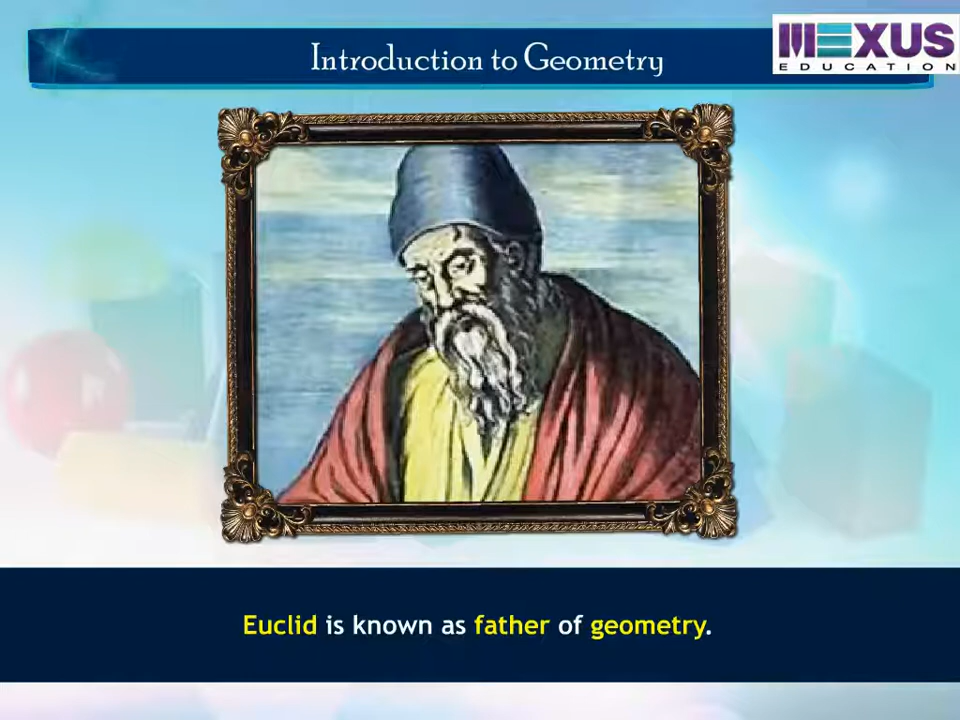 Introduction to Geometry
MEXUS
EDUCATION
Euclid is known as father of geometry.